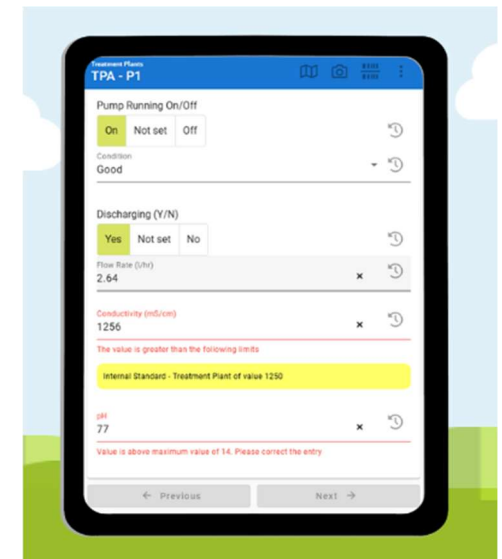 Treatment Plants
TPA - P1
Pump Running On/Off
On Not set Off
Condition
Good
Discharging (Y/N)
Yes Not set No
Flow Rate (l/hr)
2.64
Conductivity (mS/cm)
1256
The value is greater than the following limits
Internal Standard - Treatment Plant of value 1250
pH
77
Value is above maximum value of 14. Please correct the entry
← Previous Next →